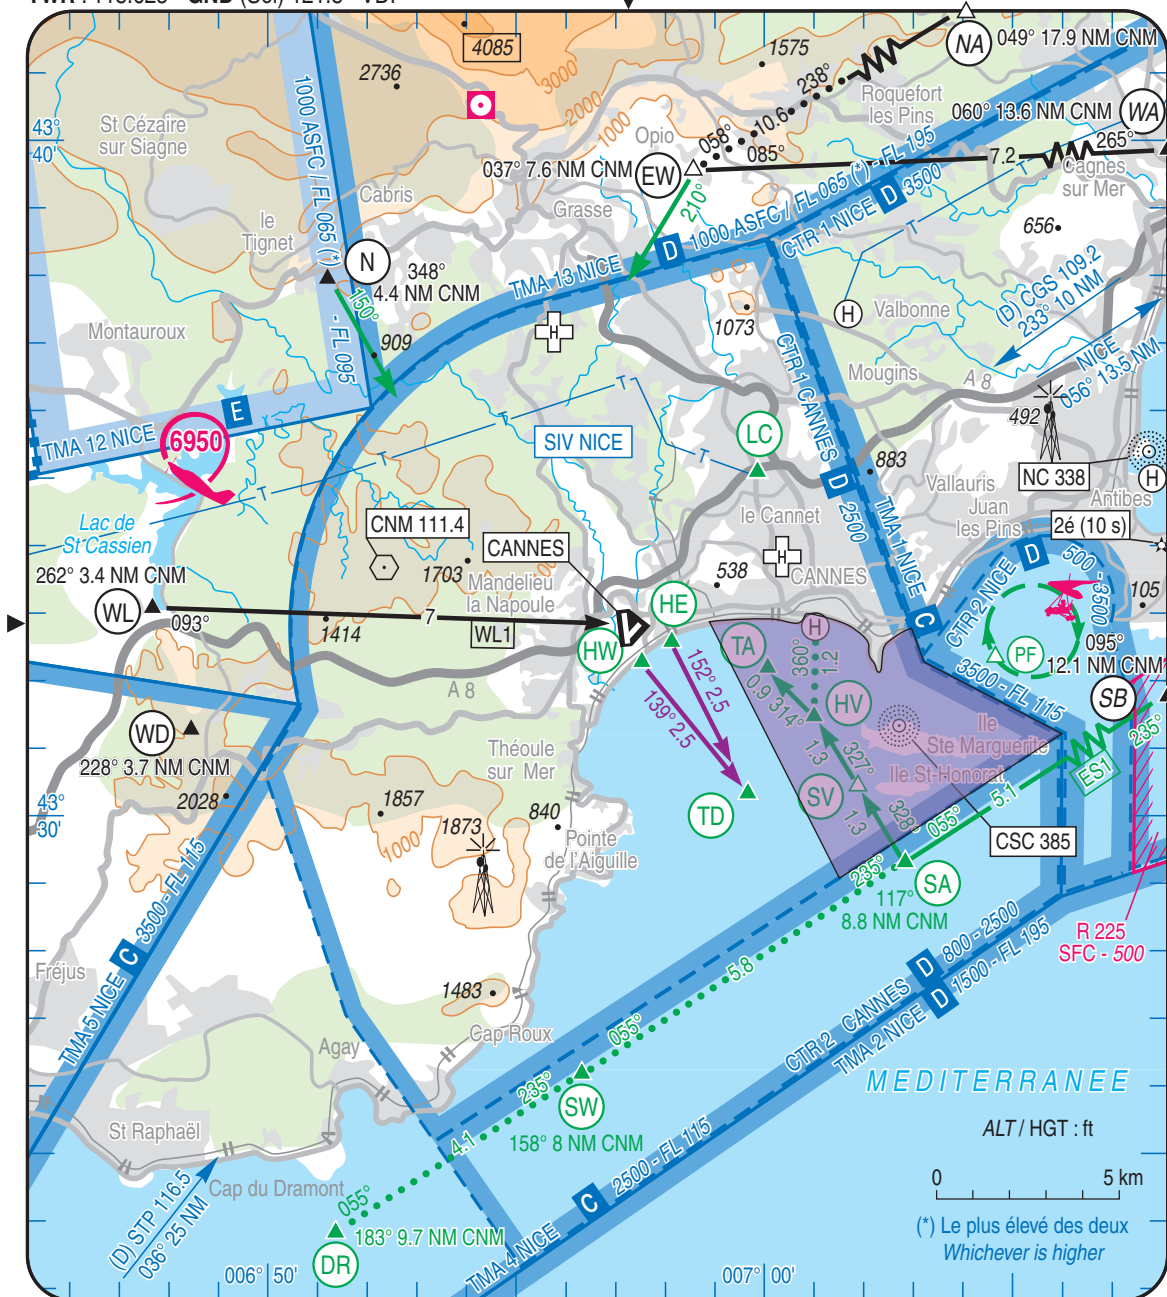 4085
1575
NA
049° 17.9 NM CNM
2736
3000
2000
1000
238°
10.6
058°
Roquefort
les Pins
060° 13.6 NM CNM
WA
43°
40'
St Cézaire
sur Siagne
1000 ASFC / FL 065 (*)
- FL 095
Opio
037° 7.6 NM CNM
EW
085°
7.2
265°
Cagnes
sur Mer
Cabris
Grasse
210°
le
Tignet
N
348°
4.4 NM CNM
150°
TMA 13 NICE
D
1000 ASFC / FL 065 (*) - FL 195
CTR 1 NICE
D
3500
656
Montauroux
909
H
1073
H
Valbonne
(D) CGS 109.2
233° 10 NM
NICE
056° 13.5 NM
Mougins
A 8
TMA 12 NICE
E
6950
SIV NICE
LC
CTR 1 CANNES
D
2500
492
883
TMA 1 NICE
C
NC 338
H
Vallauris
Juan
les Pins
Antibes
2é (10 s)
Lac de
St Cassien
CNM 111.4
CANNES
le Cannet
1703
Mandelieu
la Napoule
538
H
CANNES
262° 3.4 NM CNM
WL
093°
7
WL1
1414
HE
HW
CTR2 NICE
D
500 - 3500
105
PF
095°
12.1 NM CNM
SB
3500 - FL 115
TA
H
360°
1.2
0.9 314°
HV
152° 2.5
139° 2.5
A 8
WD
228° 3.7 NM CNM
Théoule
sur Mer
327°
1.3
SV
Ile
Ste Marguerite
Ile St-Honorat
235°
2028
43°
30'
1857
1873
1000
840
TD
328°
1.3
055°
5.1
ES1
CSC 385
Pointe
de l'Aiguille
235°
SA
117°
8.8 NM CNM
R 225
SFC - 500
TMA 5 NICE
C
3500 - FL 115
Fréjus
1483
5.8
CTR 2 CANNES
D
800 - 2500
TMA 2 NICE
D
1500 - FL 195
Cap Roux
Agay
055°
235°
SW
158° 8 NM CNM
MEDITERRANEE
ALT / HGT : ft
St Raphaël
4.1
Cap du Dramont
(D) STP 116.5
036° 25 NM
055°
183° 9.7 NM CNM
DR
TMA 4 NICE
C
2500 - FL 115
0
5 km
(*) Le plus élevé des deux
Whichever is higher
006° 50'
007° 00'